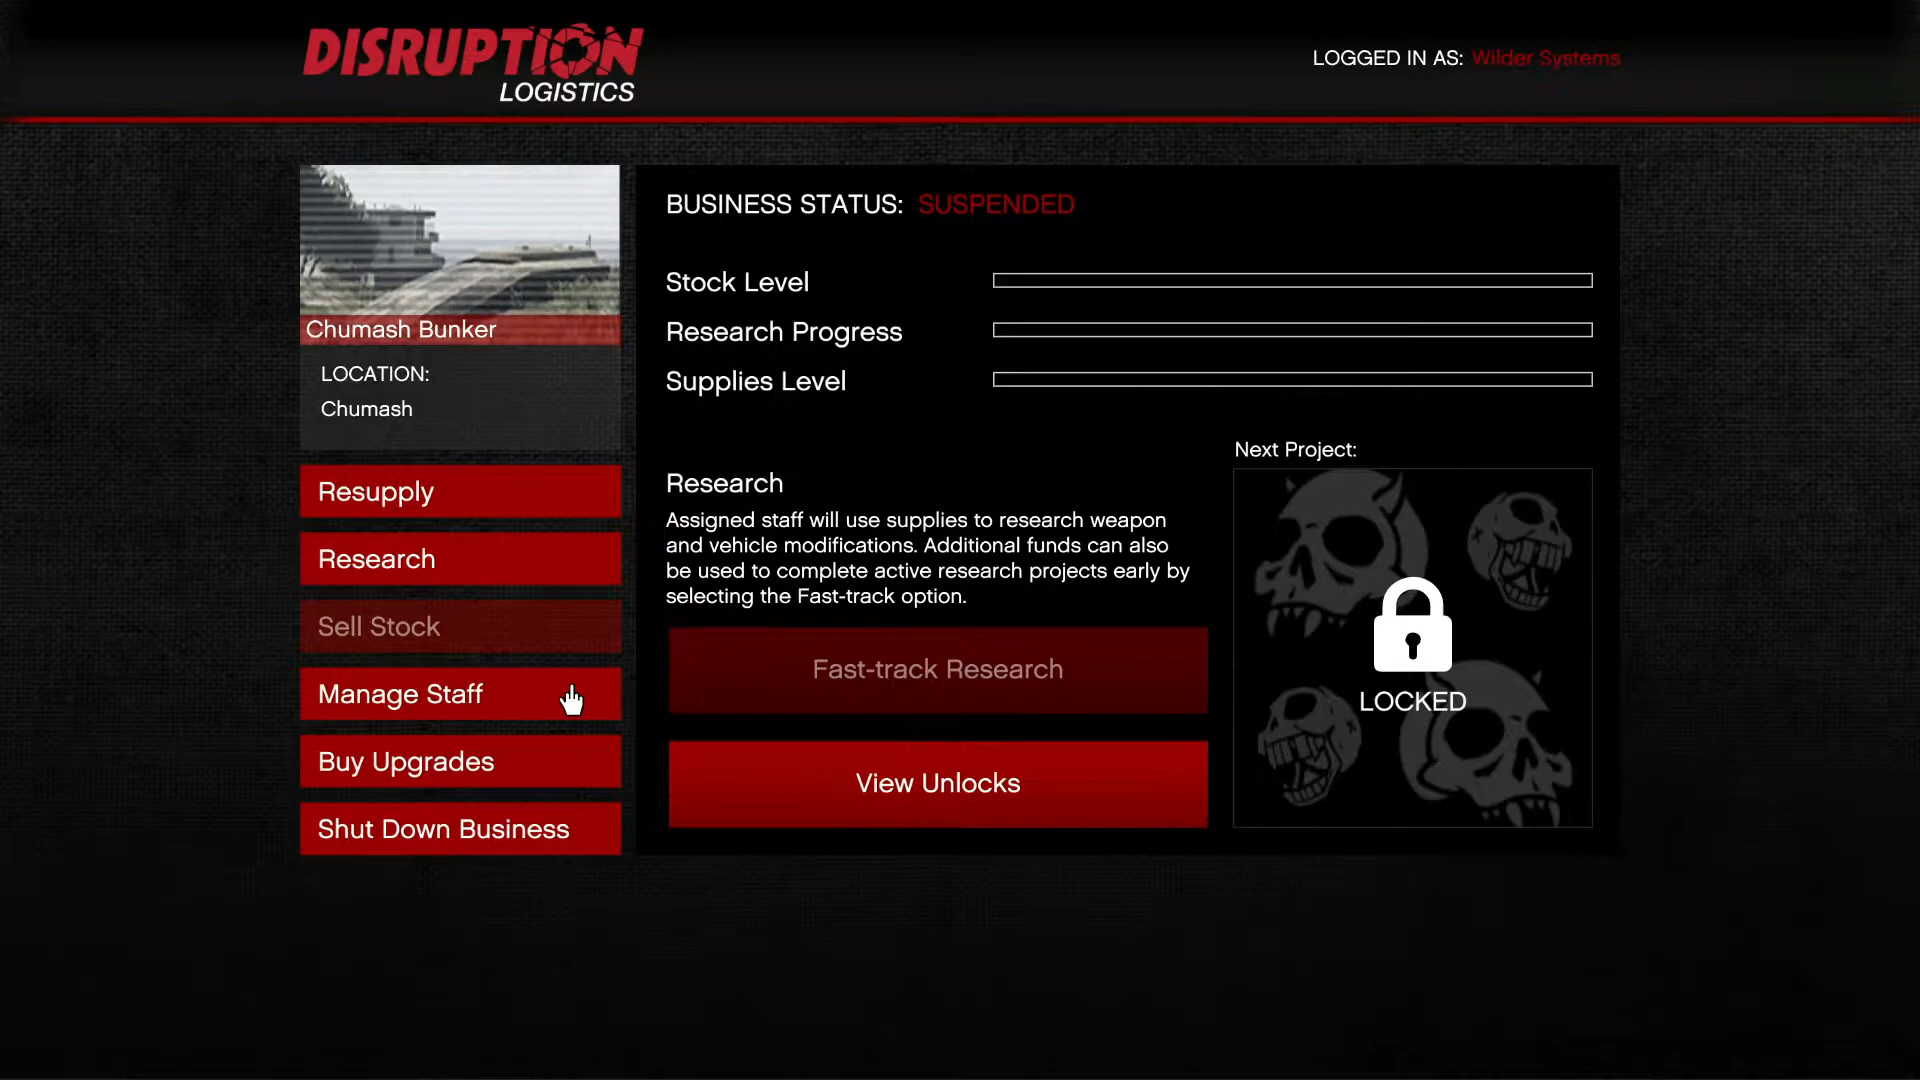 DISRUPTION
LOGISTICS
LOGGED IN AS: Wilder Systems
Chumash Bunker
LOCATION:
Chumash
Resupply
Research
Sell Stock
Manage Staff
Buy Upgrades
Shut Down Business
BUSINESS STATUS: SUSPENDED
Stock Level
Research Progress
Supplies Level
Research
Assigned staff will use supplies to research weapon
and vehicle modifications. Additional funds can also
be used to complete active research projects early by
selecting the Fast-track option.
Fast-track Research
View Unlocks
Next Project:
LOCKED